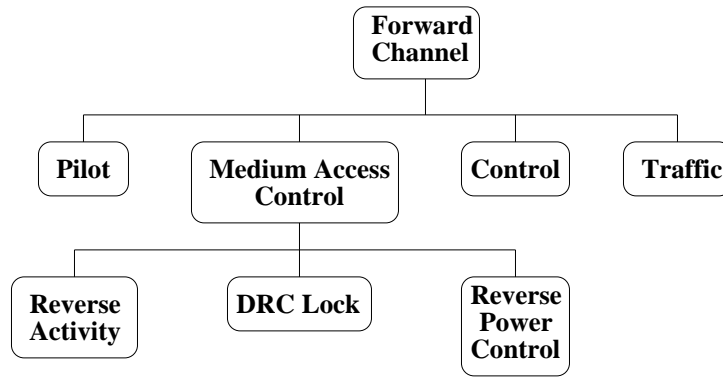 Forward
Channel
Pilot
Medium Access
Control
Control
Traffic
Reverse
Activity
DRC Lock
Reverse
Power
Control